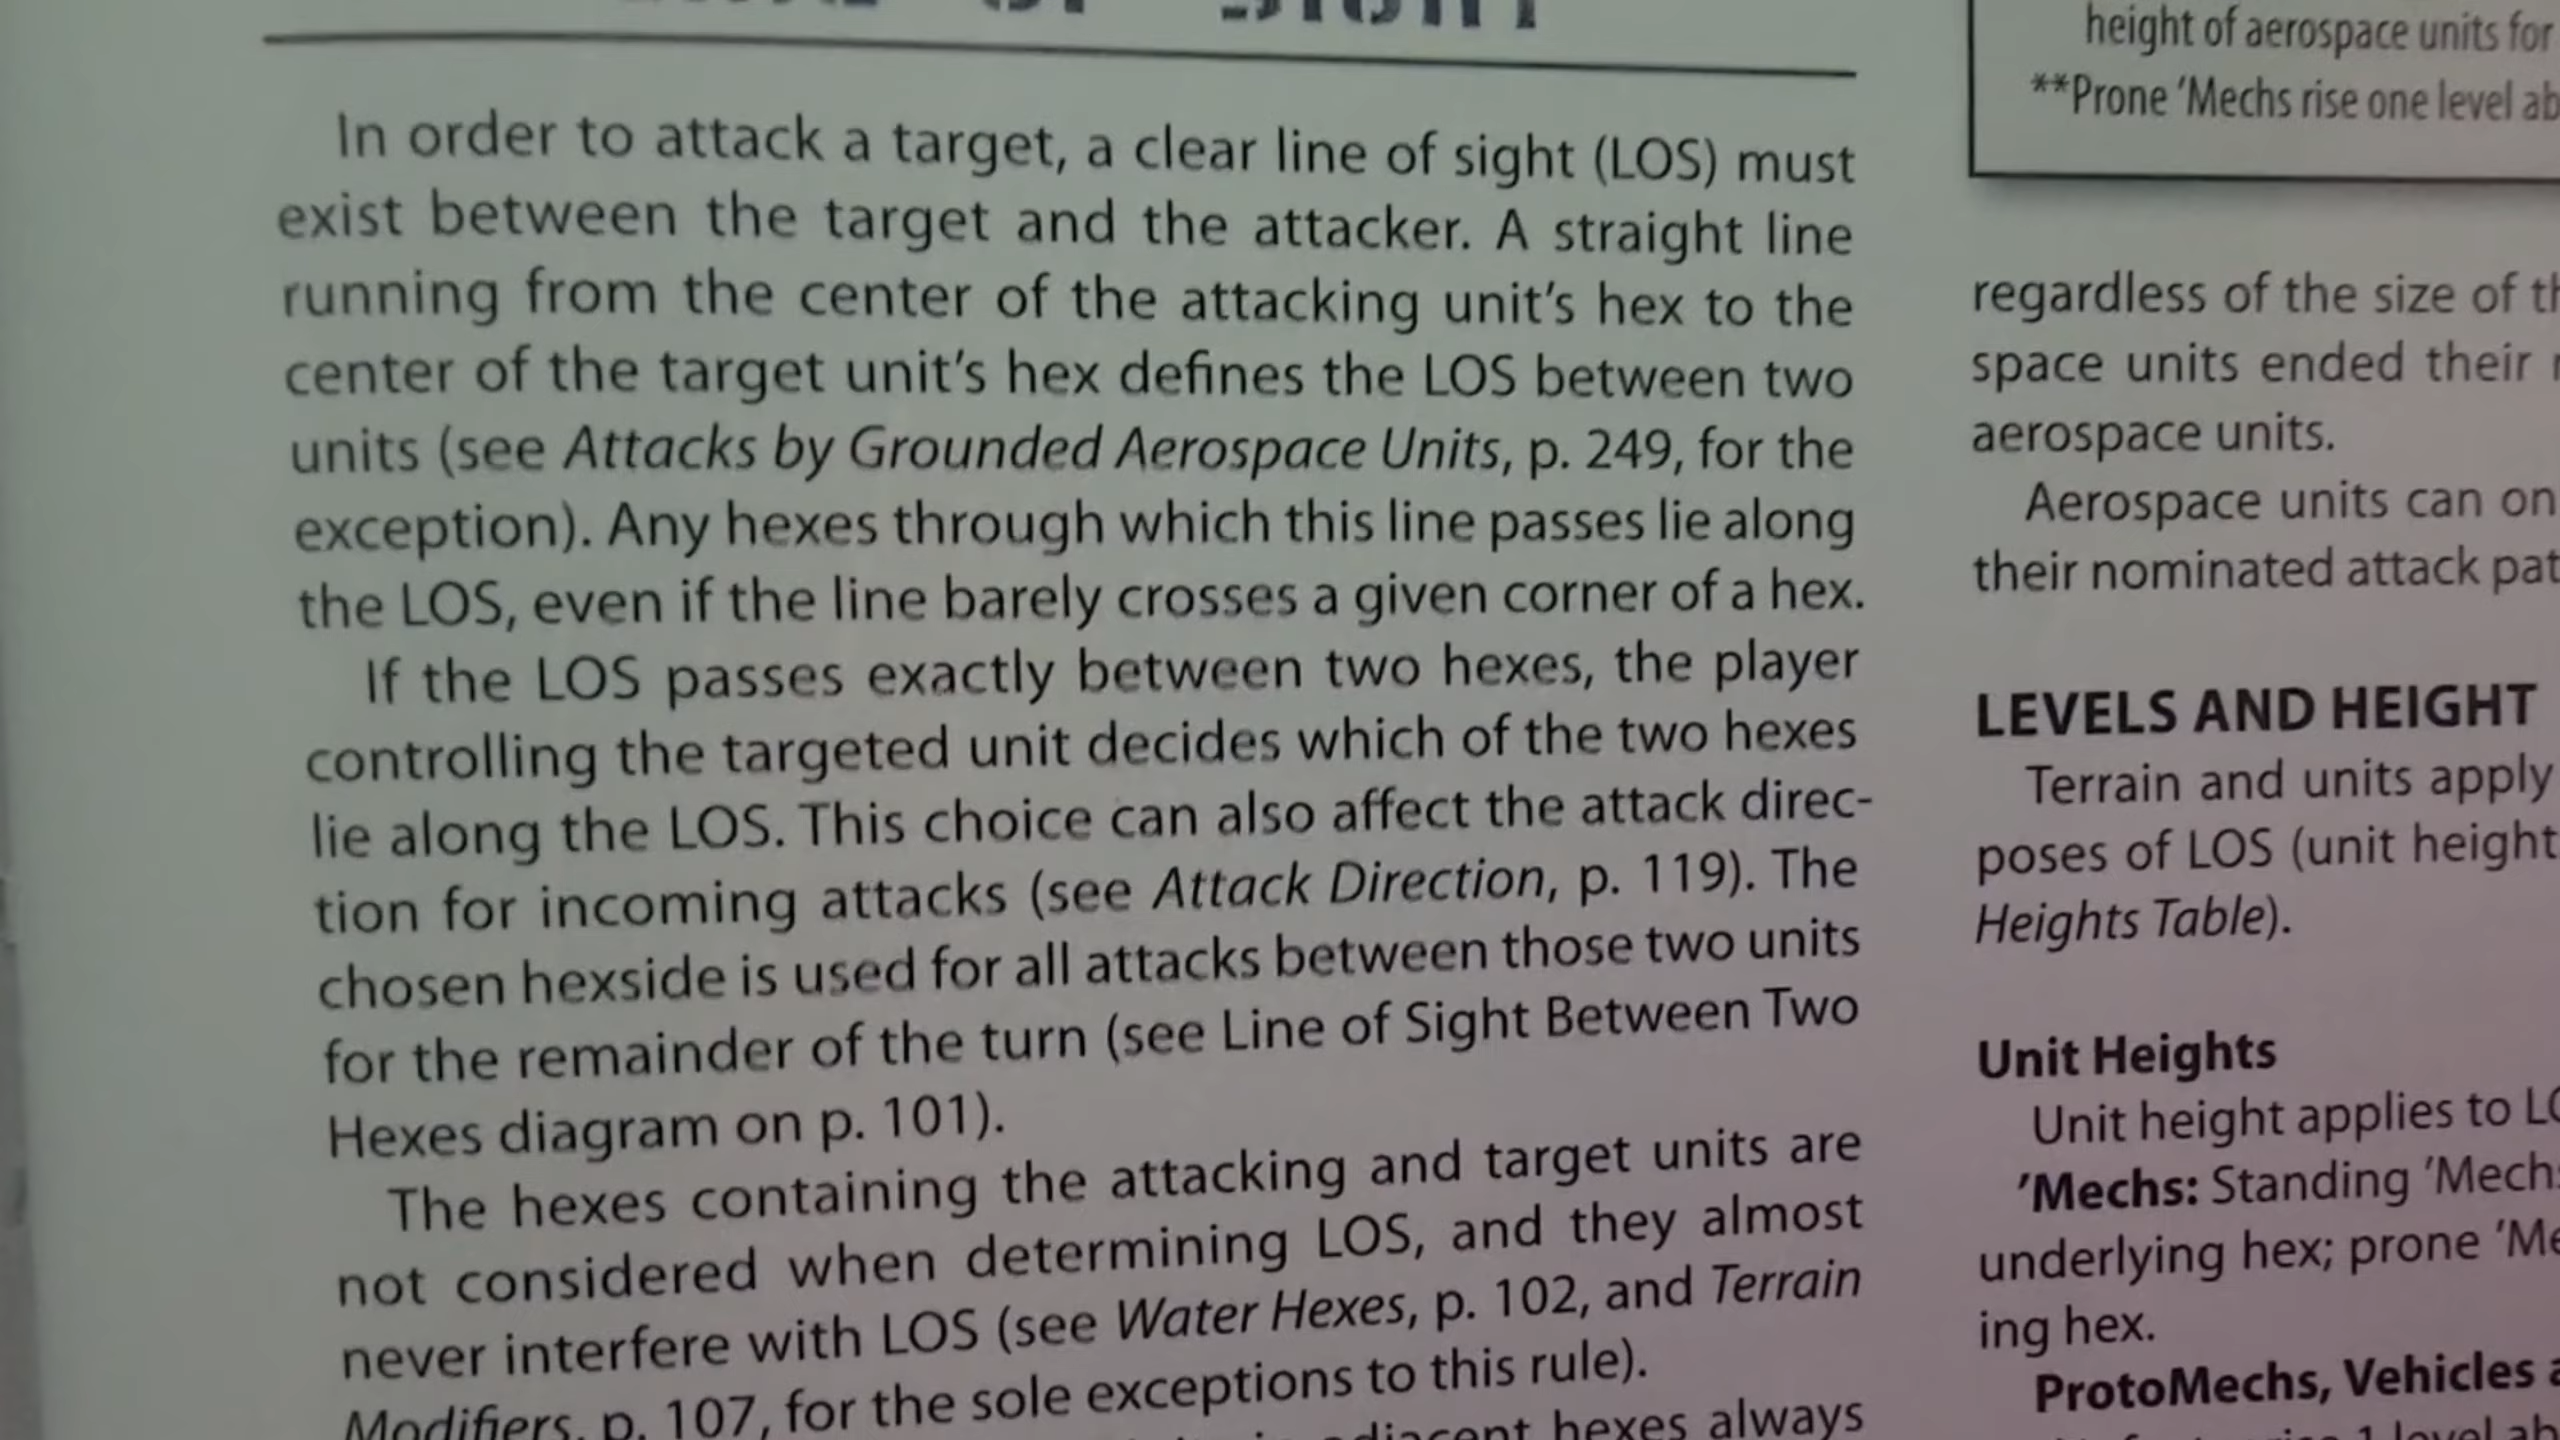 In order to attack a target, a clear line of sight (LOS) must
exist between the target and the attacker. A straight line
running from the center of the attacking unit's hex to the
center of the target unit's hex defines the LOS between two
units (see Attacks by Grounded Aerospace Units, p. 249, for the
exception). Any hexes through which this line passes lie along
the LOS, even if the line barely crosses a given corner of a hex.
If the LOS passes exactly between two hexes, the player
controlling the targeted unit decides which of the two hexes
lie along the LOS. This choice can also affect the attack direc-
tion for incoming attacks (see Attack Direction, p. 119). The
chosen hexside is used for all attacks between those two units
for the remainder of the turn (see Line of Sight Between Two
Hexes diagram on p. 101).
The hexes containing the attacking and target units are
not considered when determining LOS, and they almost
never interfere with LOS (see Water Hexes, p. 102, and Terrain
Modifiers, p. 107, for the sole exceptions to this rule).
adjacent hexes always
height of aerospace units for
**Prone 'Mechs rise one level ab
regardless of the size of th
space units ended their
aerospace units.
Aerospace units can on
their nominated attack pat
LEVELS AND HEIGHT
Terrain and units apply
poses of LOS (unit height
Heights Table).
Unit Heights
Unit height applies to LO
'Mechs: Standing 'Mechs
underlying hex; prone 'Me
ing hex.
ProtoMechs, Vehicles a
rise 1 level ab